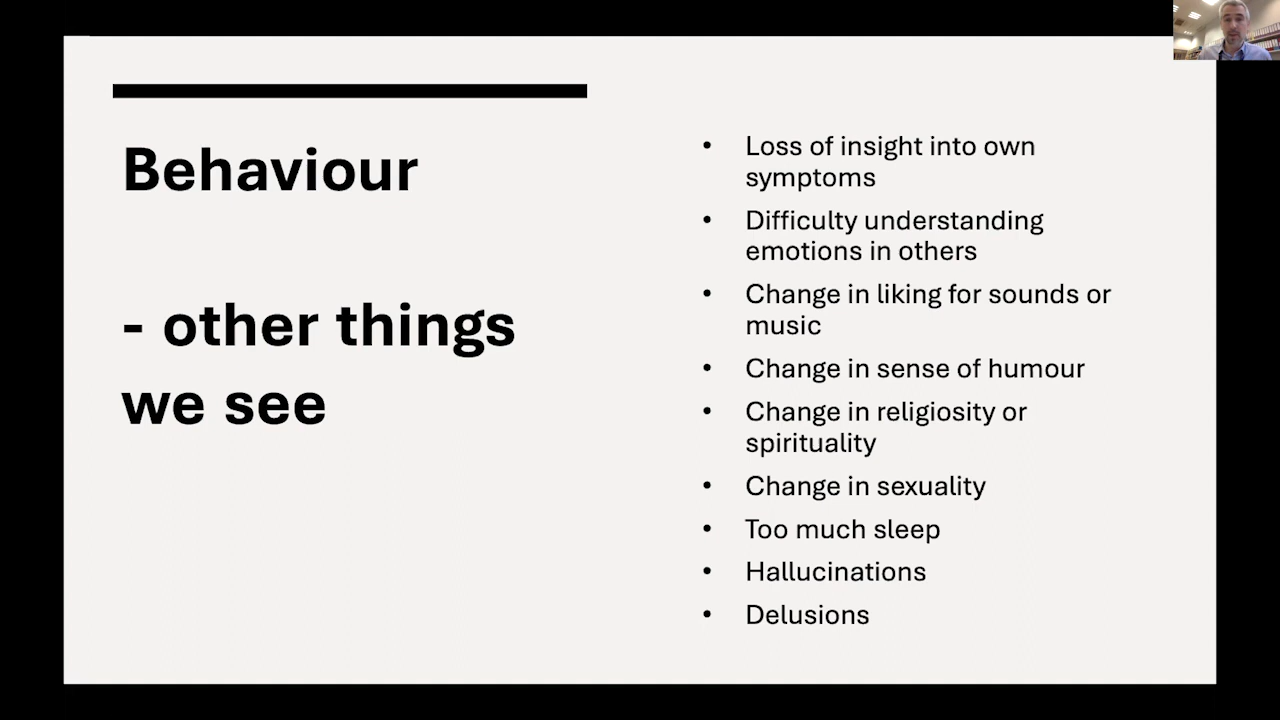 Behaviour
- other things
we see
• Loss of insight into own
symptoms
• Difficulty understanding
emotions in others
• Change in liking for sounds or
music
• Change in sense of humour
• Change in religiosity or
spirituality
• Change in sexuality
• Too much sleep
• Hallucinations
• Delusions